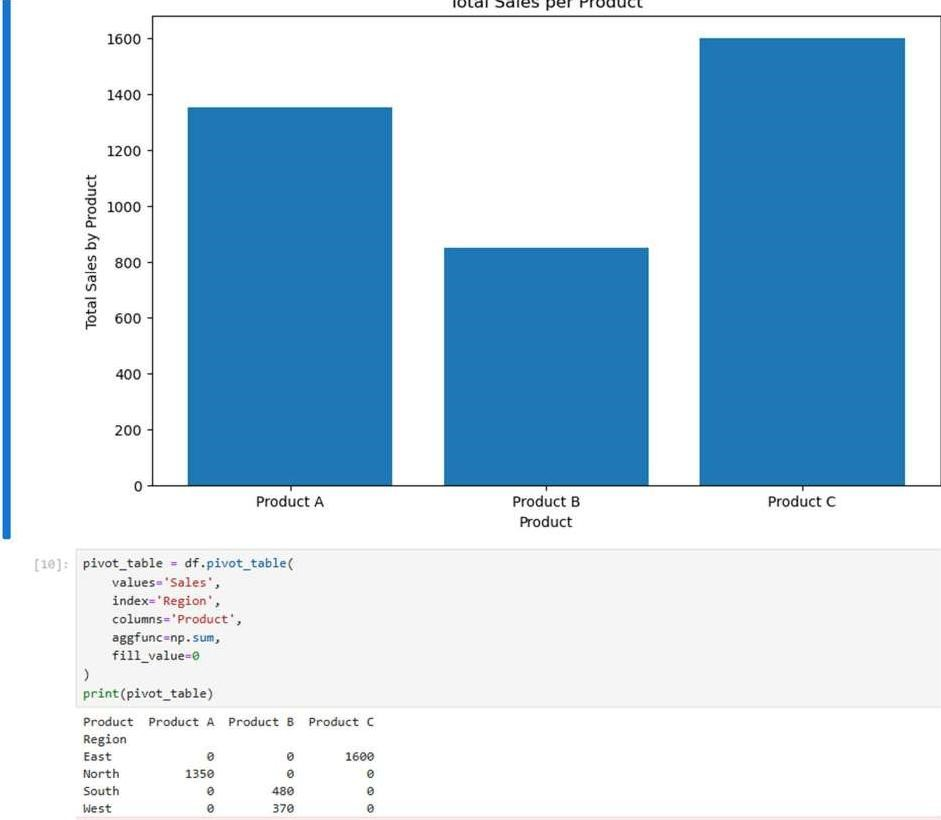 Total Sales per Product
1600
1400
1200
1000
800
600
400
200
0
Total Sales by Product
Product A Product B Product C
Product
[10]:
pivot_table = df.pivot_table(
    values='Sales',
    index='Region',
    columns='Product',
    aggfunc=np.sum,
    fill_value=0
)
print(pivot_table)
Product  Product A  Product B  Product C
Region
East             0          0       1600
North         1350          0          0
South            0        480          0
West             0        370          0